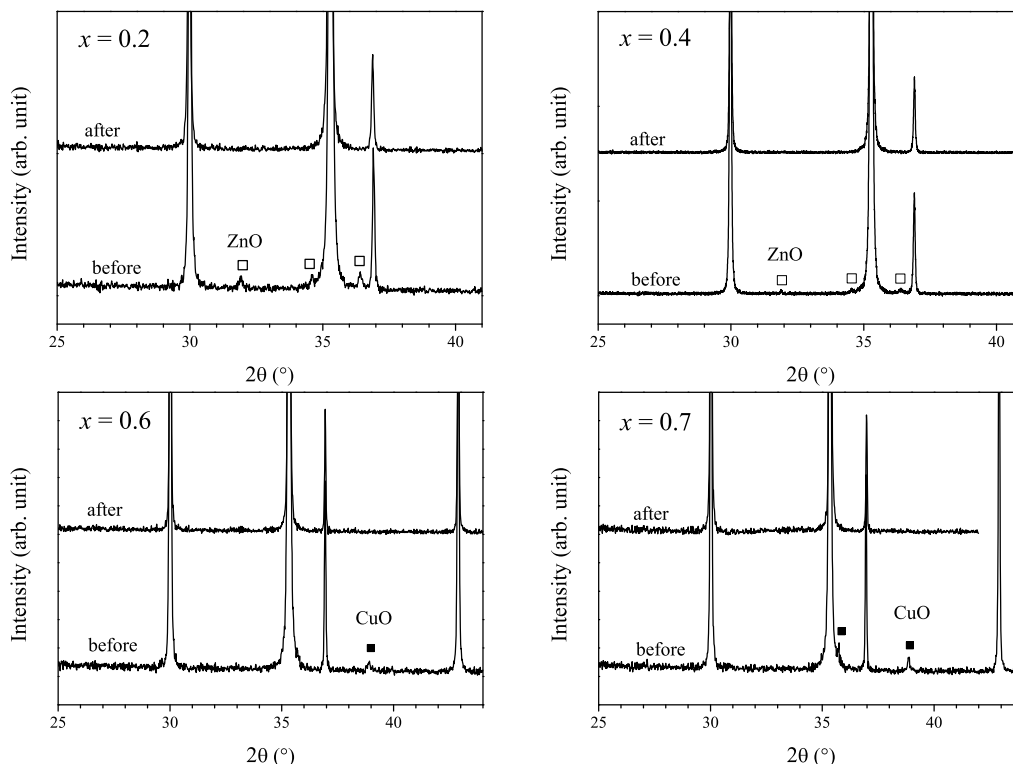 x = 0.2
Intensity (arb. unit)
after
ZnO
before
25 30 35 40
2θ (°)
x = 0.4
Intensity (arb. unit)
after
ZnO
before
25 30 35 40
2θ (°)
x = 0.6
Intensity (arb. unit)
after
CuO
before
25 30 35 40
2θ (°)
x = 0.7
Intensity (arb. unit)
after
CuO
before
25 30 35 40
2θ (°)